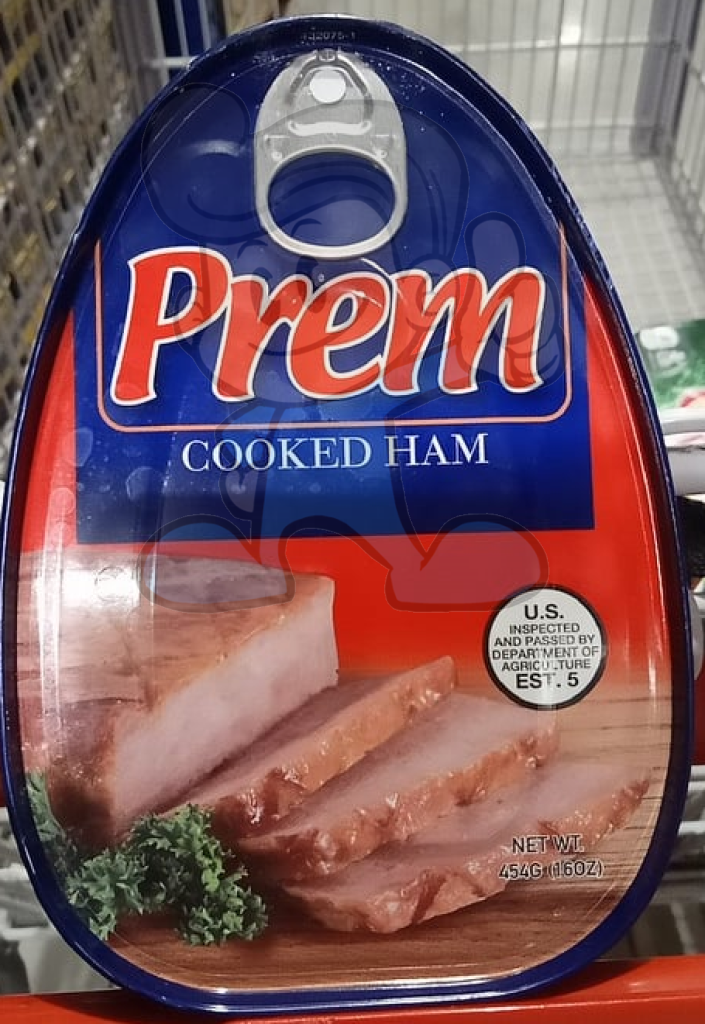 Prem
COOKED HAM
U.S.
INSPECTED
AND PASSED BY
DEPARTMENT OF
AGRICULTURE
EST. 5
NET WT.
454G (16OZ)